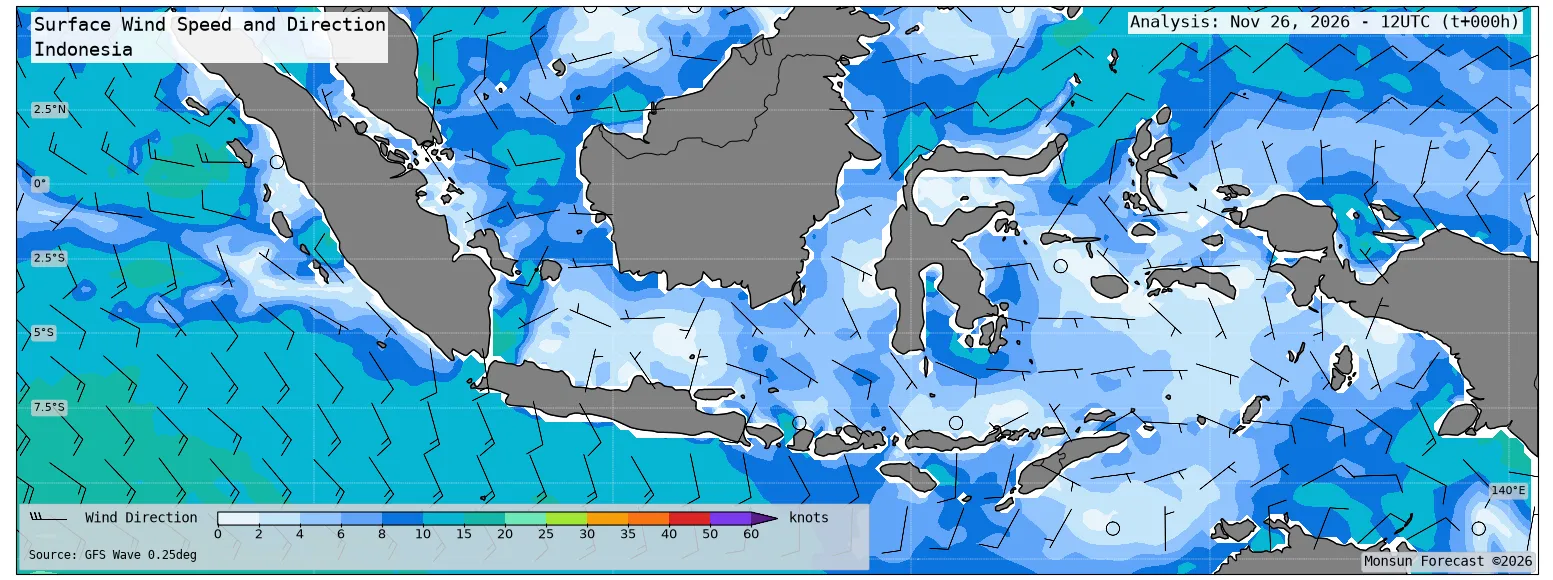 Surface Wind Speed and Direction
Indonesia
Analysis: Nov 26, 2026 - 12UTC (t+000h)
2.5°N
0°
2.5°S
5°S
7.5°S
140°E
Wind Direction
0 2 4 6 8 10 15 20 25 30 35 40 50 60
knots
Source: GFS Wave 0.25deg
Monsun Forecast ©2026